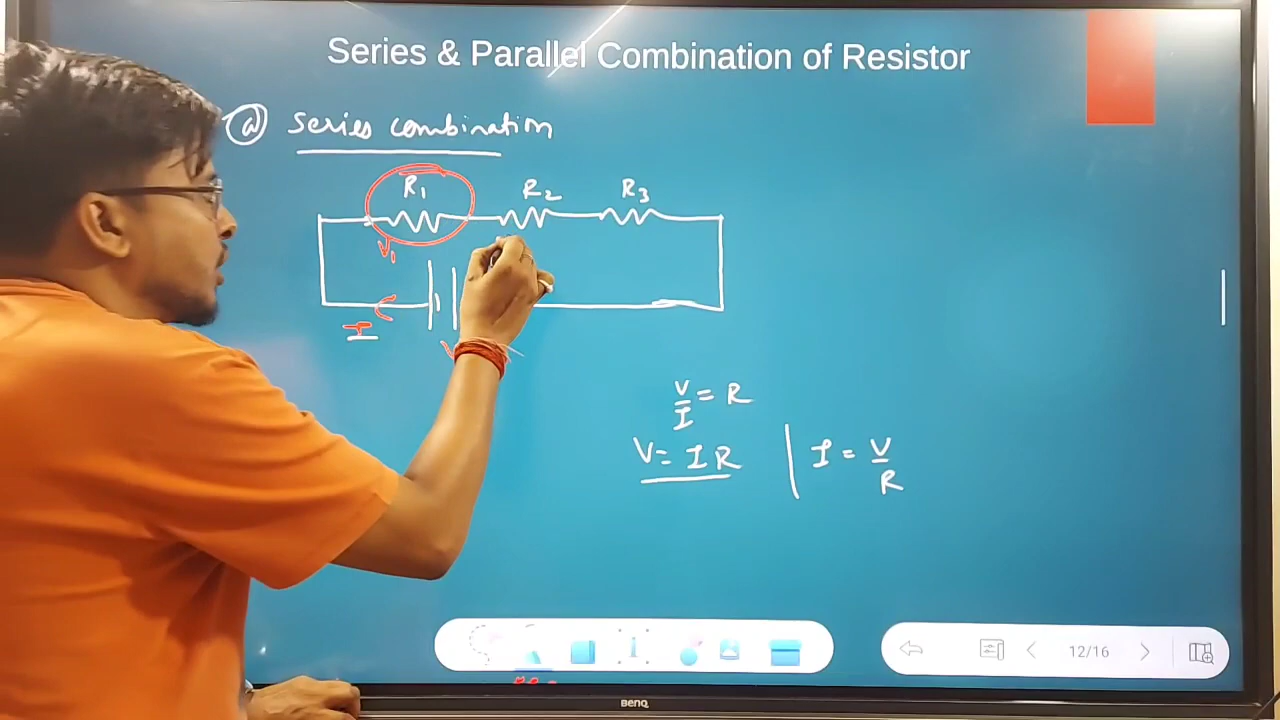 Series & Parallel Combination of Resistor
(a) Series combination
R₁ R₂ R₃
V₁
I
V
V/I = R
V = IR | I = V/R
12/16
BenQ